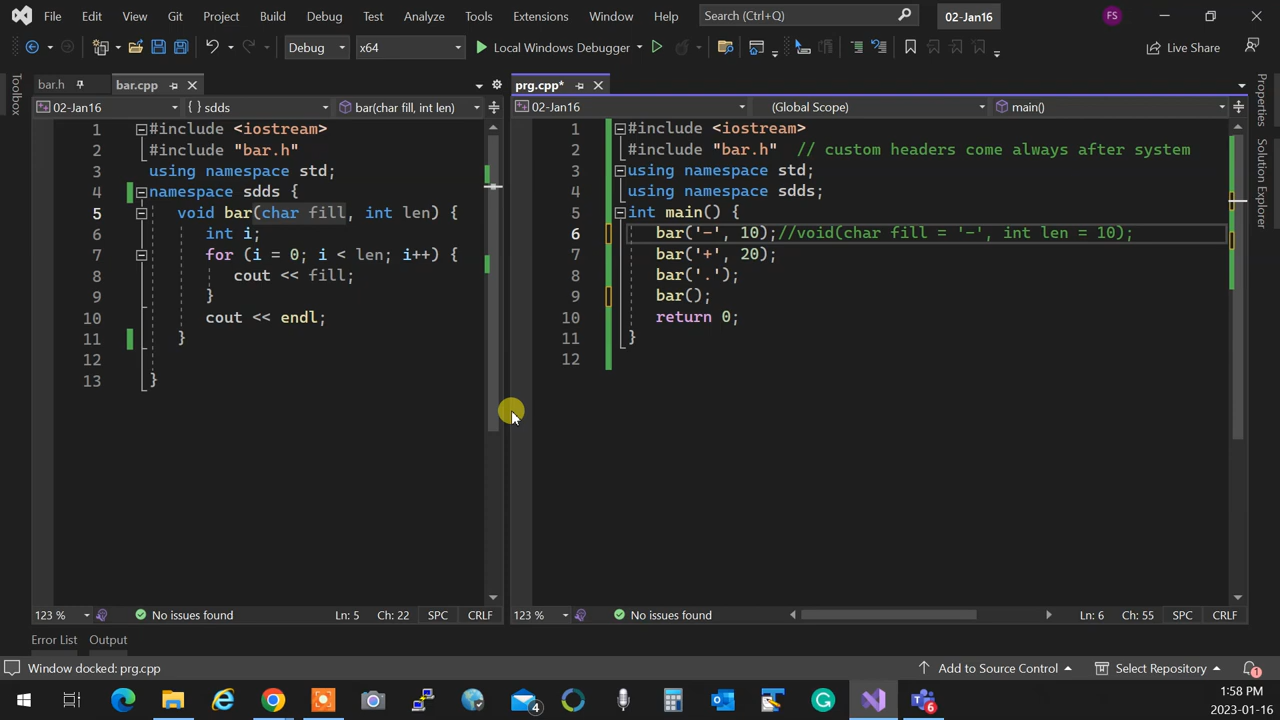 File Edit View Git Project Build Debug Test Analyze Tools Extensions Window Help Search (Ctrl+Q) 02-Jan16 FS
Debug x64 Local Windows Debugger Live Share
Toolbox
bar.h bar.cpp
02-Jan16 { } sdds bar(char fill, int len)
1 #include <iostream>
2 #include "bar.h"
3 using namespace std;
4 namespace sdds {
5 void bar(char fill, int len) {
6 int i;
7 for (i = 0; i < len; i++) {
8 cout << fill;
9 }
10 cout << endl;
11 }
12
13 }
123 % No issues found Ln: 5 Ch: 22 SPC CRLF
prg.cpp*
02-Jan16 (Global Scope) main()
1 #include <iostream>
2 #include "bar.h" // custom headers come always after system
3 using namespace std;
4 using namespace sdds;
5 int main() {
6 bar('-', 10);//void(char fill = '-', int len = 10);
7 bar('+', 20);
8 bar('.');
9 bar();
10 return 0;
11 }
12
123 % No issues found Ln: 6 Ch: 55 SPC CRLF
Properties
Solution Explorer
Error List Output
Window docked: prg.cpp Add to Source Control Select Repository 1
4 6
1:58 PM
2023-01-16